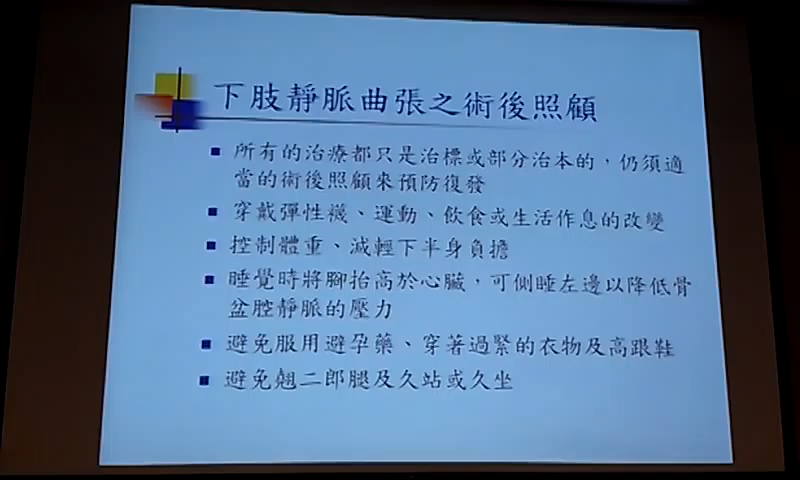 下肢靜脈曲張之術後照顧
所有的治療都只是治標或部分治本的，仍須適
當的術後照顧來預防復發
穿戴彈性襪、運動、飲食或生活作息的改變
控制體重、減輕下半身負擔
睡覺時將腳抬高於心臟，可側睡左邊以降低骨
盆腔靜脈的壓力
避免服用避孕藥、穿著過緊的衣物及高跟鞋
避免翹二郎腿及久站或久坐